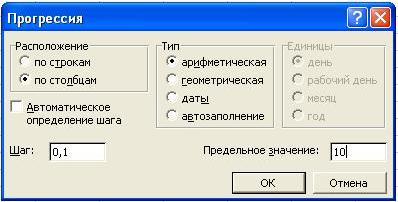 Прогрессия
Расположение
по строкам
по столбцам
Автоматическое
определение шага
Тип
арифметическая
геометрическая
даты
автозаполнение
Единицы
день
рабочий день
месяц
год
Шаг: 0,1
Предельное значение: 10
ОК
Отмена